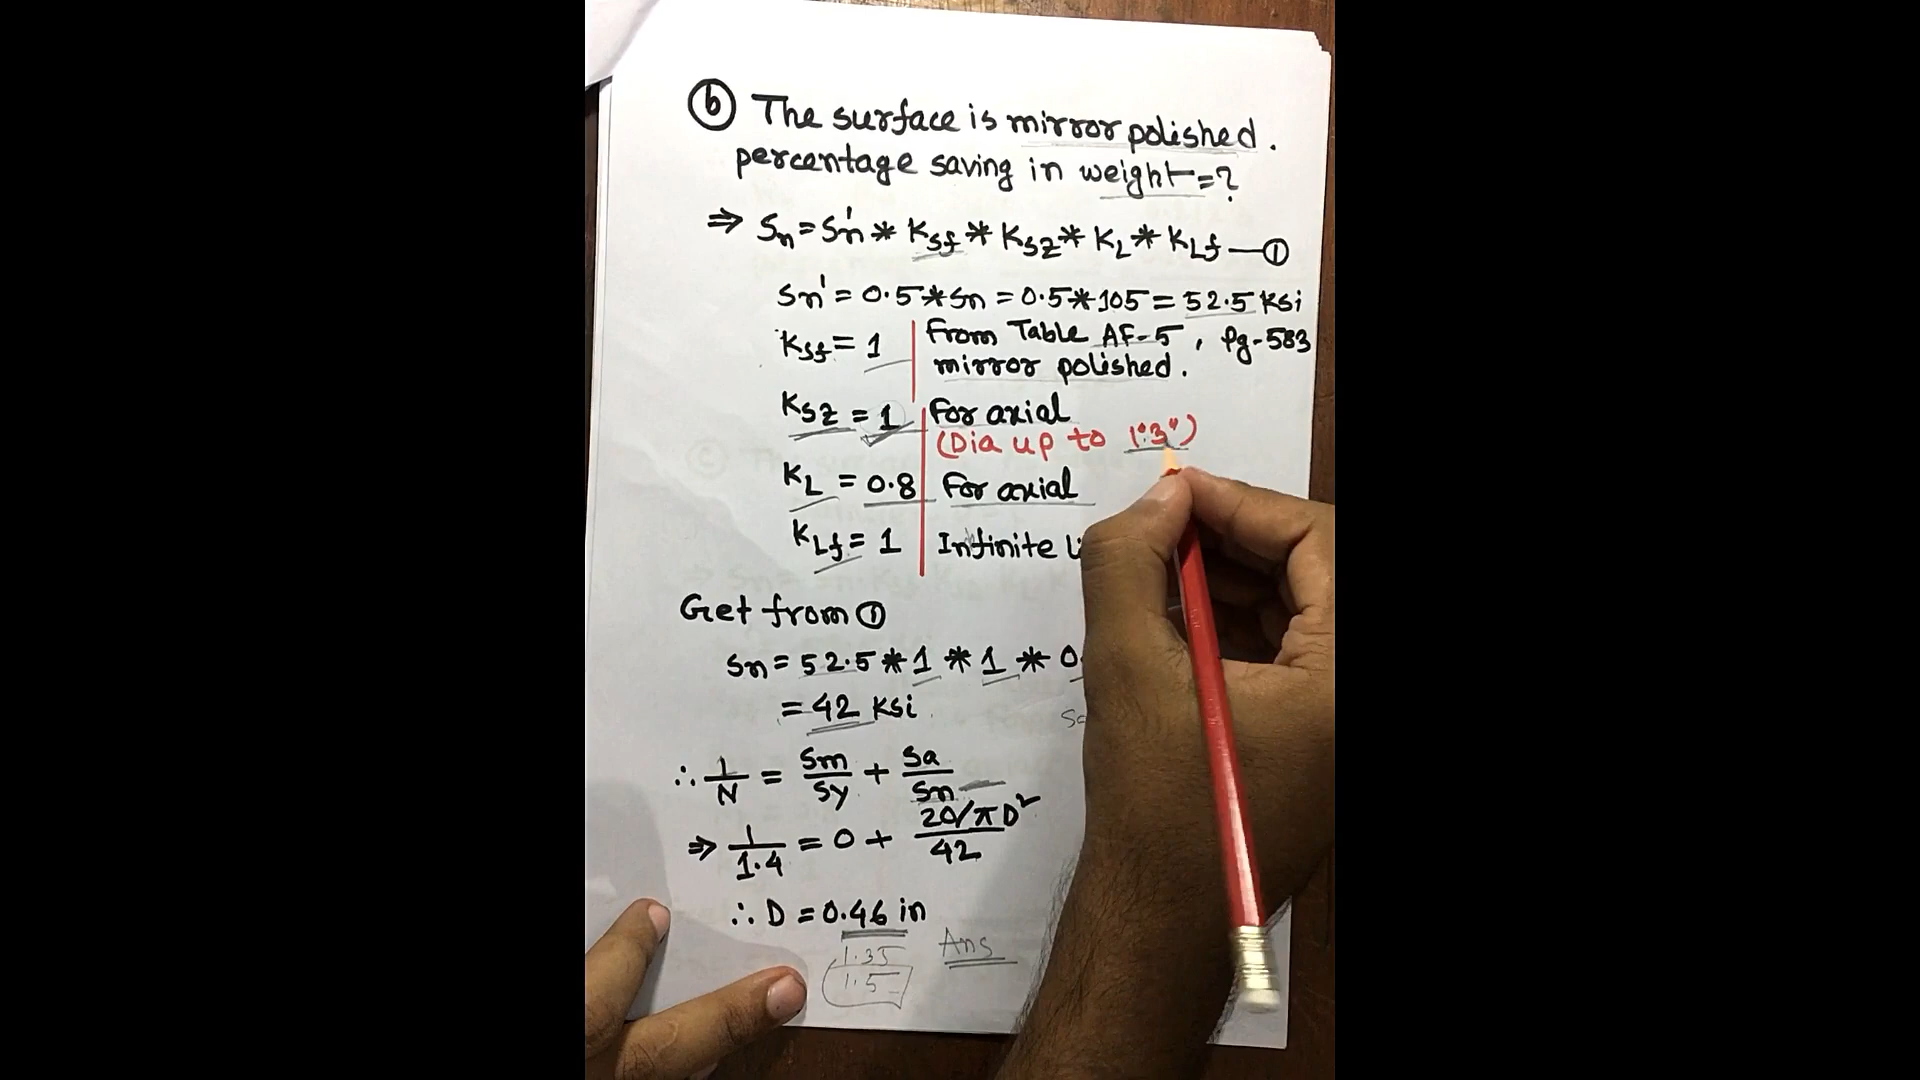 ⓑ The surface is mirror polished.
percentage saving in weight=?
⇒ Sn = Sn' * Ksf * KSZ * KL * KLf —①
Sn' = 0.5*Sn = 0.5*105 = 52.5 Ksi
Ksf = 1 | From Table AF-5, Pg-583
mirror polished.
KSZ = 1 | For axial
(Dia up to 1.3")
KL = 0.8 | For axial
KLf = 1 | Infinite
Get from ①
Sn = 52.5 * 1 * 1 * 0.
= 42 Ksi
∴ 1/N = Sm/Sy + Sa/Sn
⇒ 1/1.4 = 0 + (20/πD²)/42
∴ D = 0.46 in
1.35 Ans
1.5